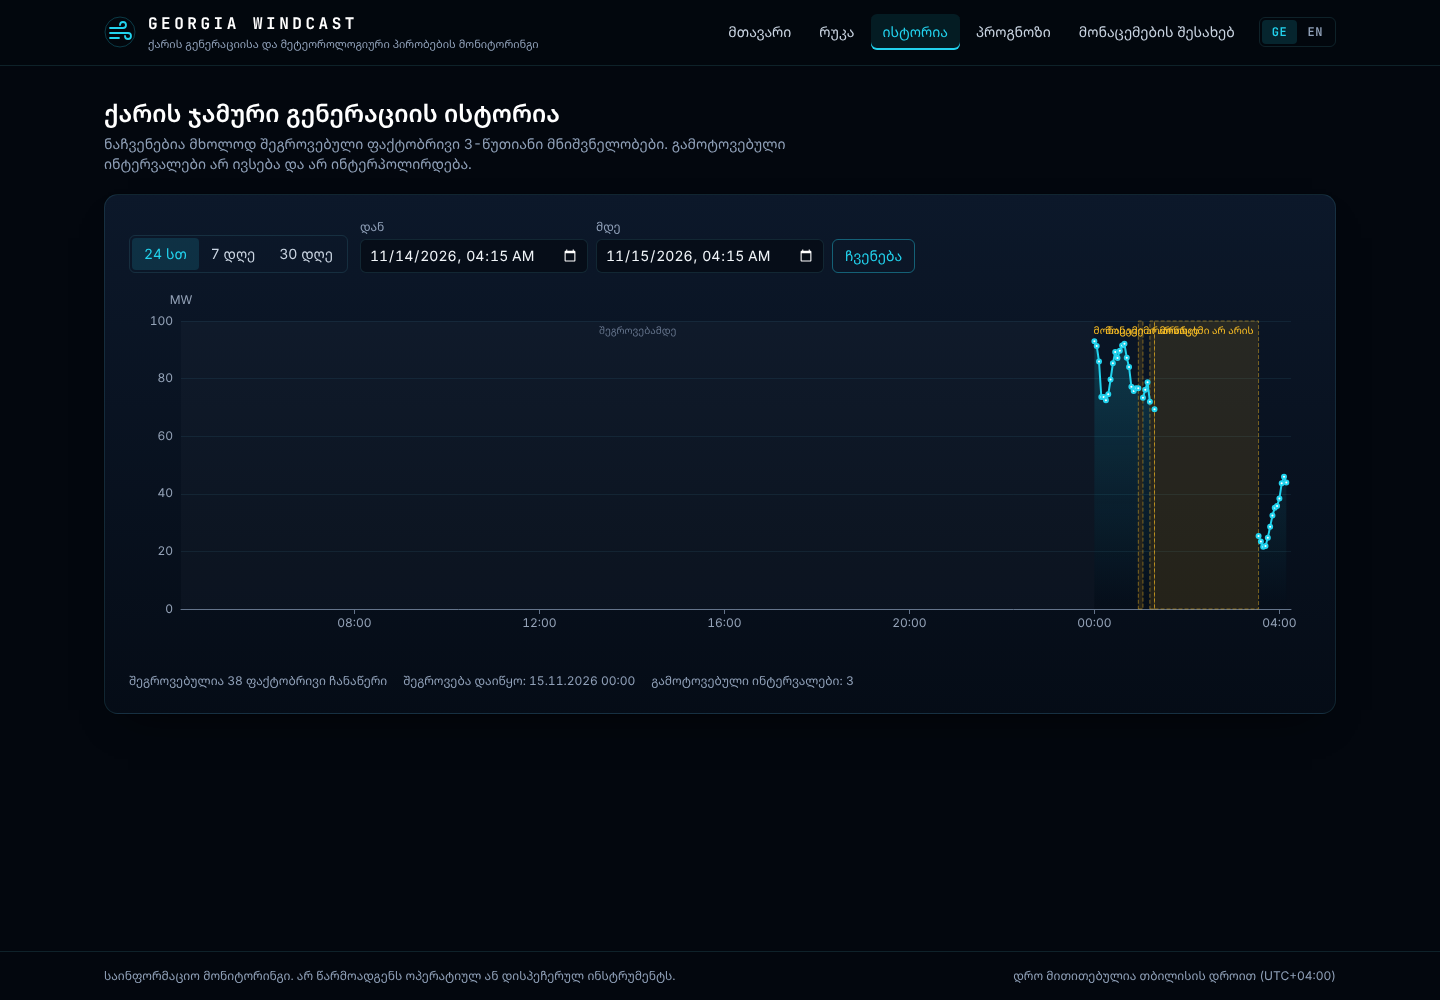 GEORGIA WINDCAST
ქარის გენერაციისა და მეტეოროლოგიური პირობების მონიტორინგი
მთავარი
რუკა
ისტორია
პროგნოზი
მონაცემების შესახებ
GE
EN
ქარის ჯამური გენერაციის ისტორია
ნაჩვენებია მხოლოდ შეგროვებული ფაქტობრივი 3-წუთიანი მნიშვნელობები. გამოტოვებული
ინტერვალები არ ივსება და არ ინტერპოლირდება.
24 სთ
7 დღე
30 დღე
დან
11/14/2026, 04:15 AM
მდე
11/15/2026, 04:15 AM
ჩვენება
MW
100
80
60
40
20
0
შეგროვებამდე
არ არის
08:00
12:00
16:00
20:00
00:00
04:00
შეგროვებულია 38 ფაქტობრივი ჩანაწერი
შეგროვება დაიწყო: 15.11.2026 00:00
გამოტოვებული ინტერვალები: 3
საინფორმაციო მონიტორინგი. არ წარმოადგენს ოპერატიულ ან დისპეჩერულ ინსტრუმენტს.
დრო მითითებულია თბილისის დროით (UTC+04:00)